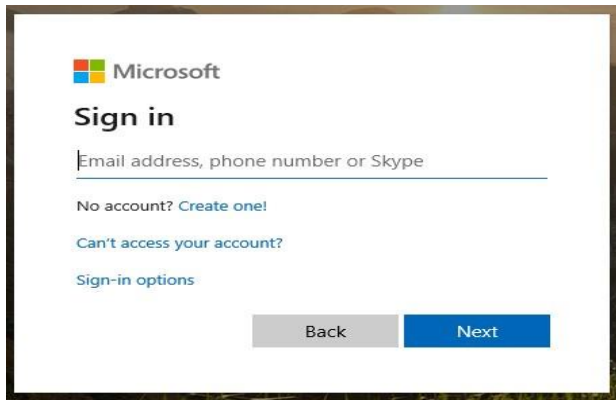 Microsoft
Sign in
Email address, phone number or Skype
No account? Create one!
Can't access your account?
Sign-in options
Back Next